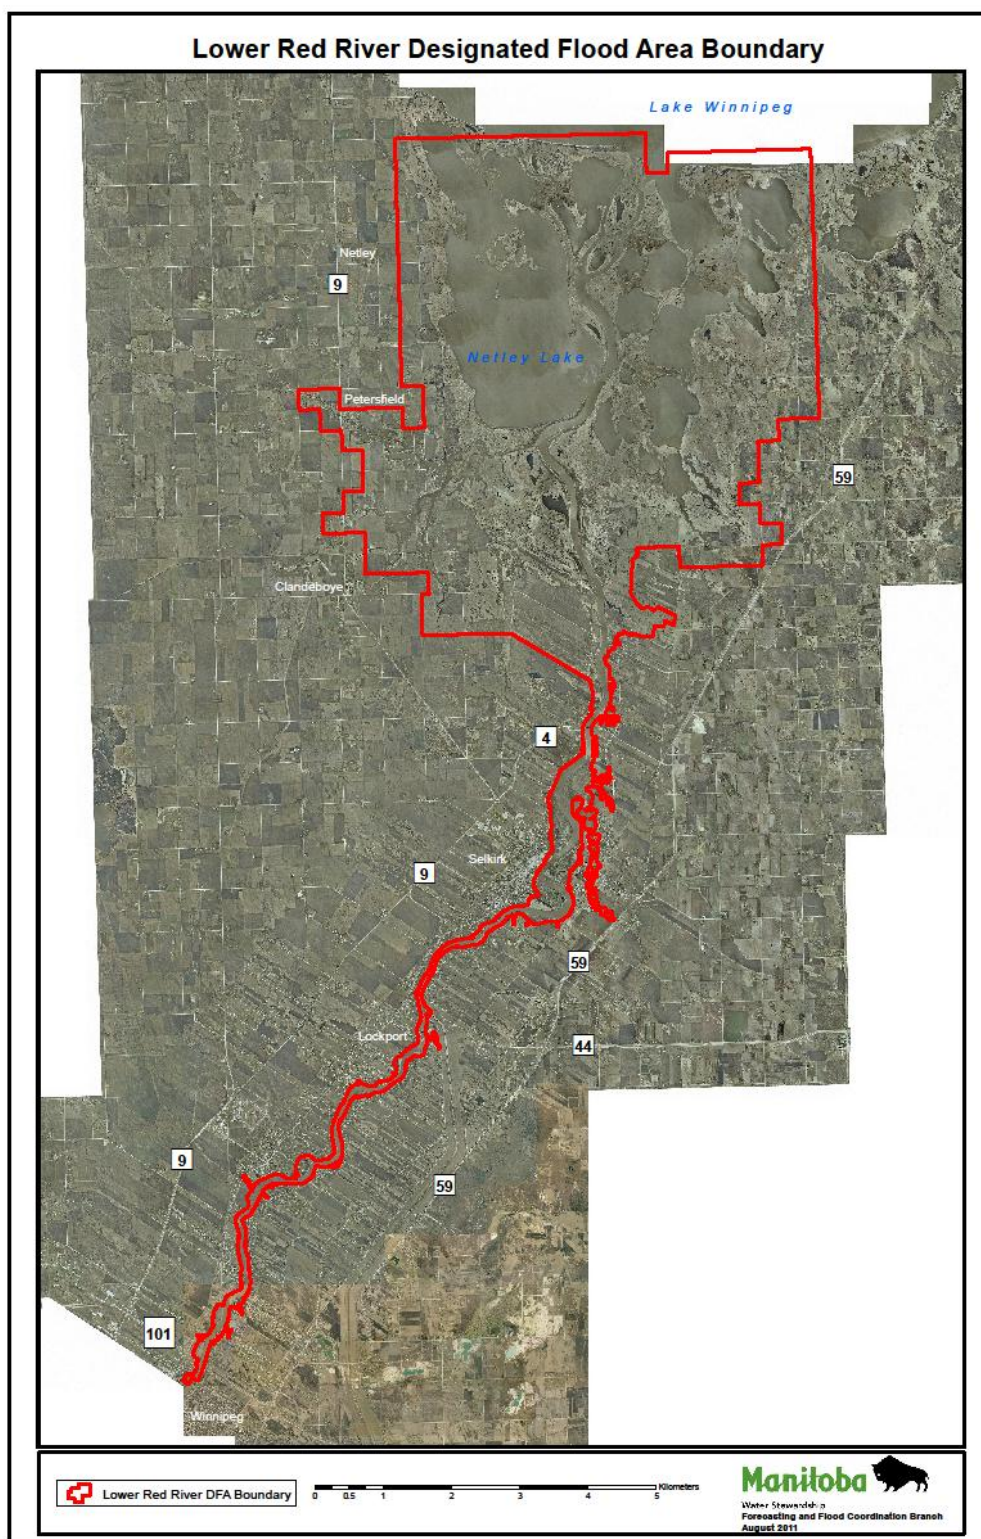 Lower Red River Designated Flood Area Boundary
Lake Winnipeg
Netley
9
Netley Lake
Petersfield
59
Clandeboye
4
Selkirk
9
59
Lockport
44
9
59
101
Winnipeg
Lower Red River DFA Boundary
0 0.5 1 2 3 4 5 Kilometers
Manitoba
Water Stewardship
Forecasting and Flood Coordination Branch
August 2011